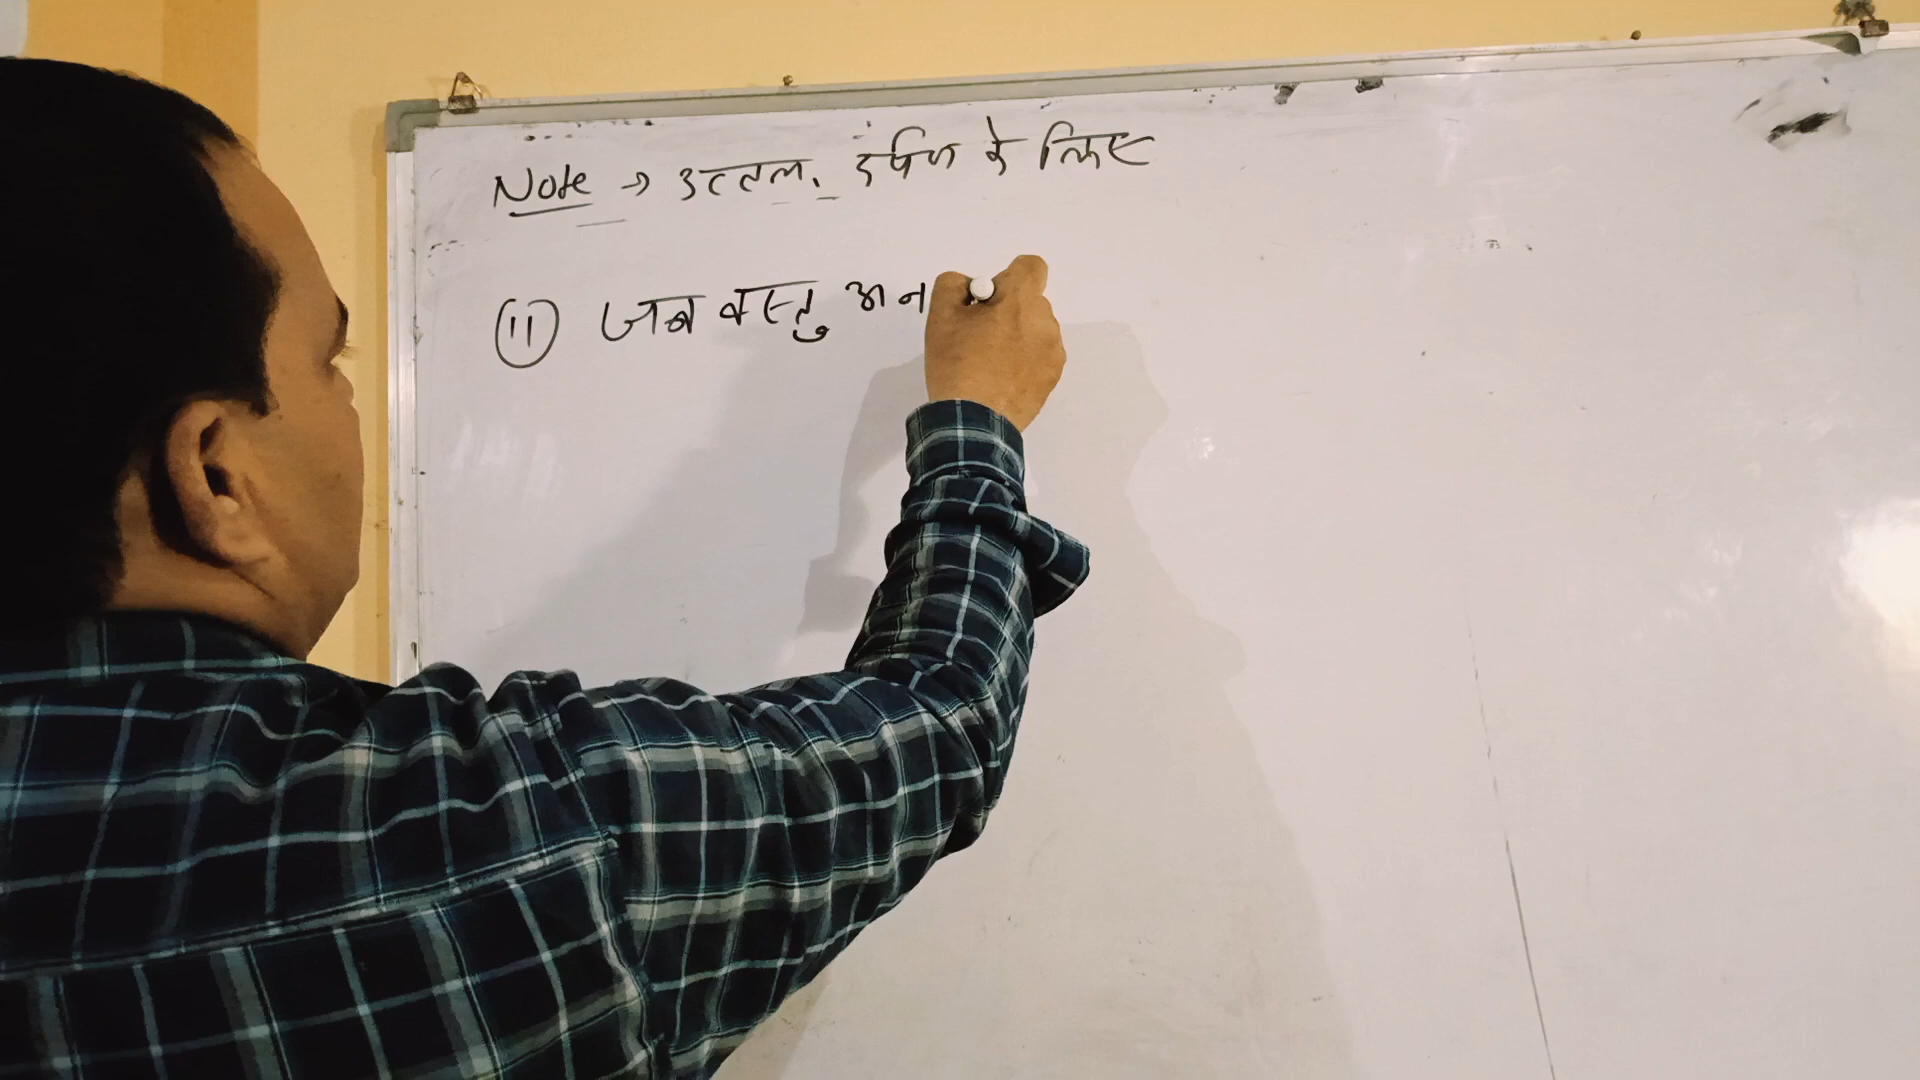 Note → उत्तल. दर्पण के लिए
(11) जब वस्तु अन